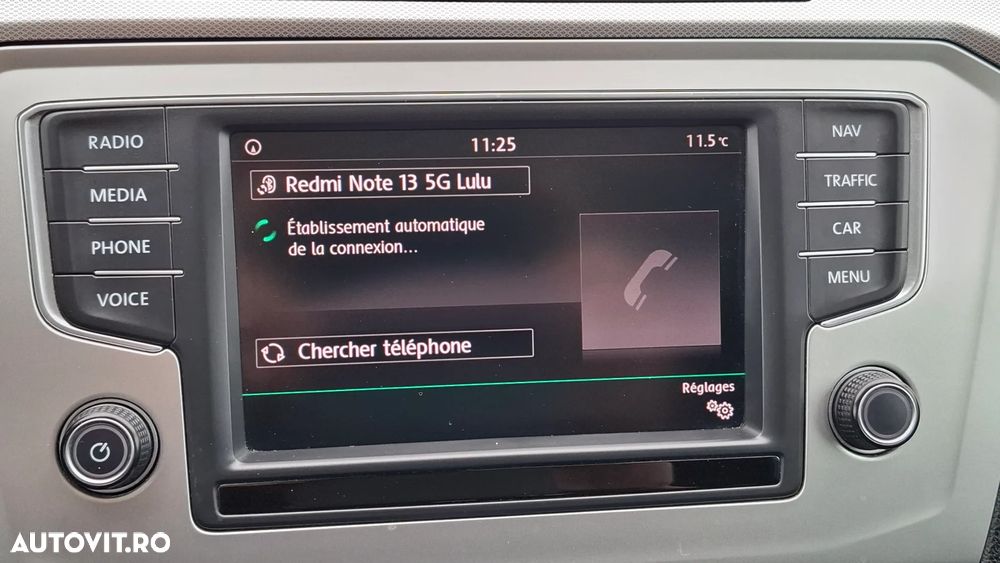 RADIO
MEDIA
PHONE
VOICE
11:25
11.5°C
Redmi Note 13 5G Lulu
Établissement automatique
de la connexion...
Chercher téléphone
Réglages
NAV
TRAFFIC
CAR
MENU
AUTOVIT.RO